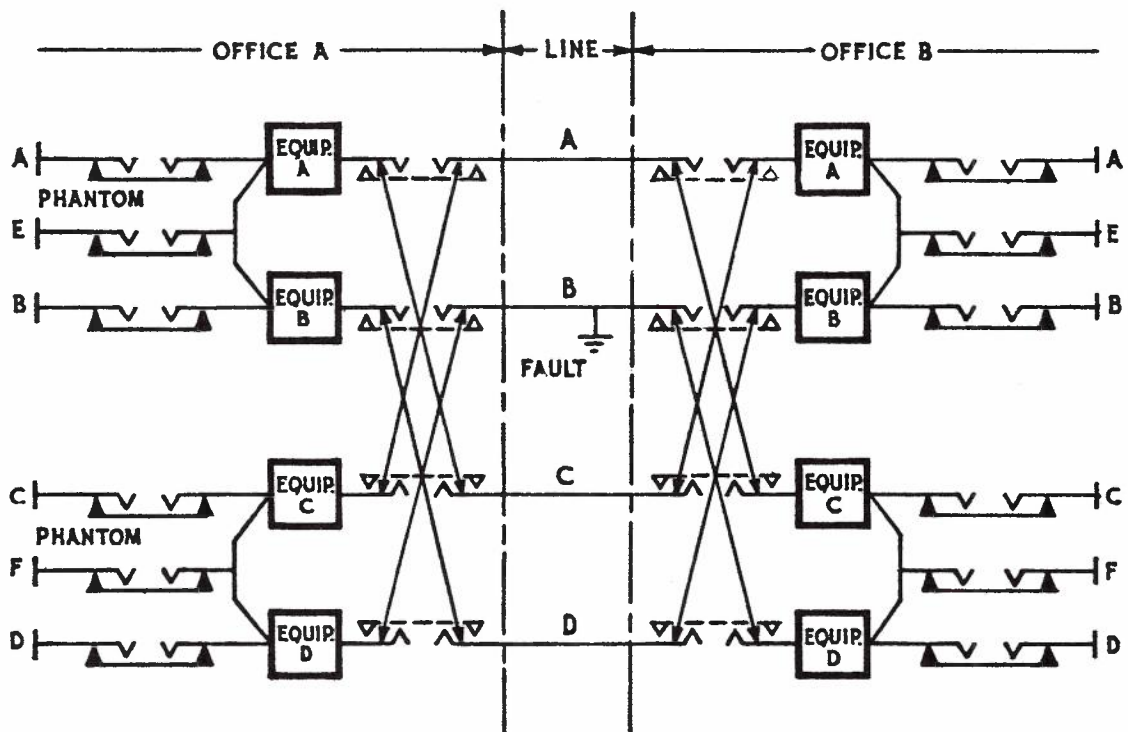 OFFICE A LINE OFFICE B
A EQUIP. A A EQUIP. A A
PHANTOM
E E
B EQUIP. B B EQUIP. B B
FAULT
C EQUIP. C C EQUIP. C C
PHANTOM
F F
D EQUIP. D D EQUIP. D D